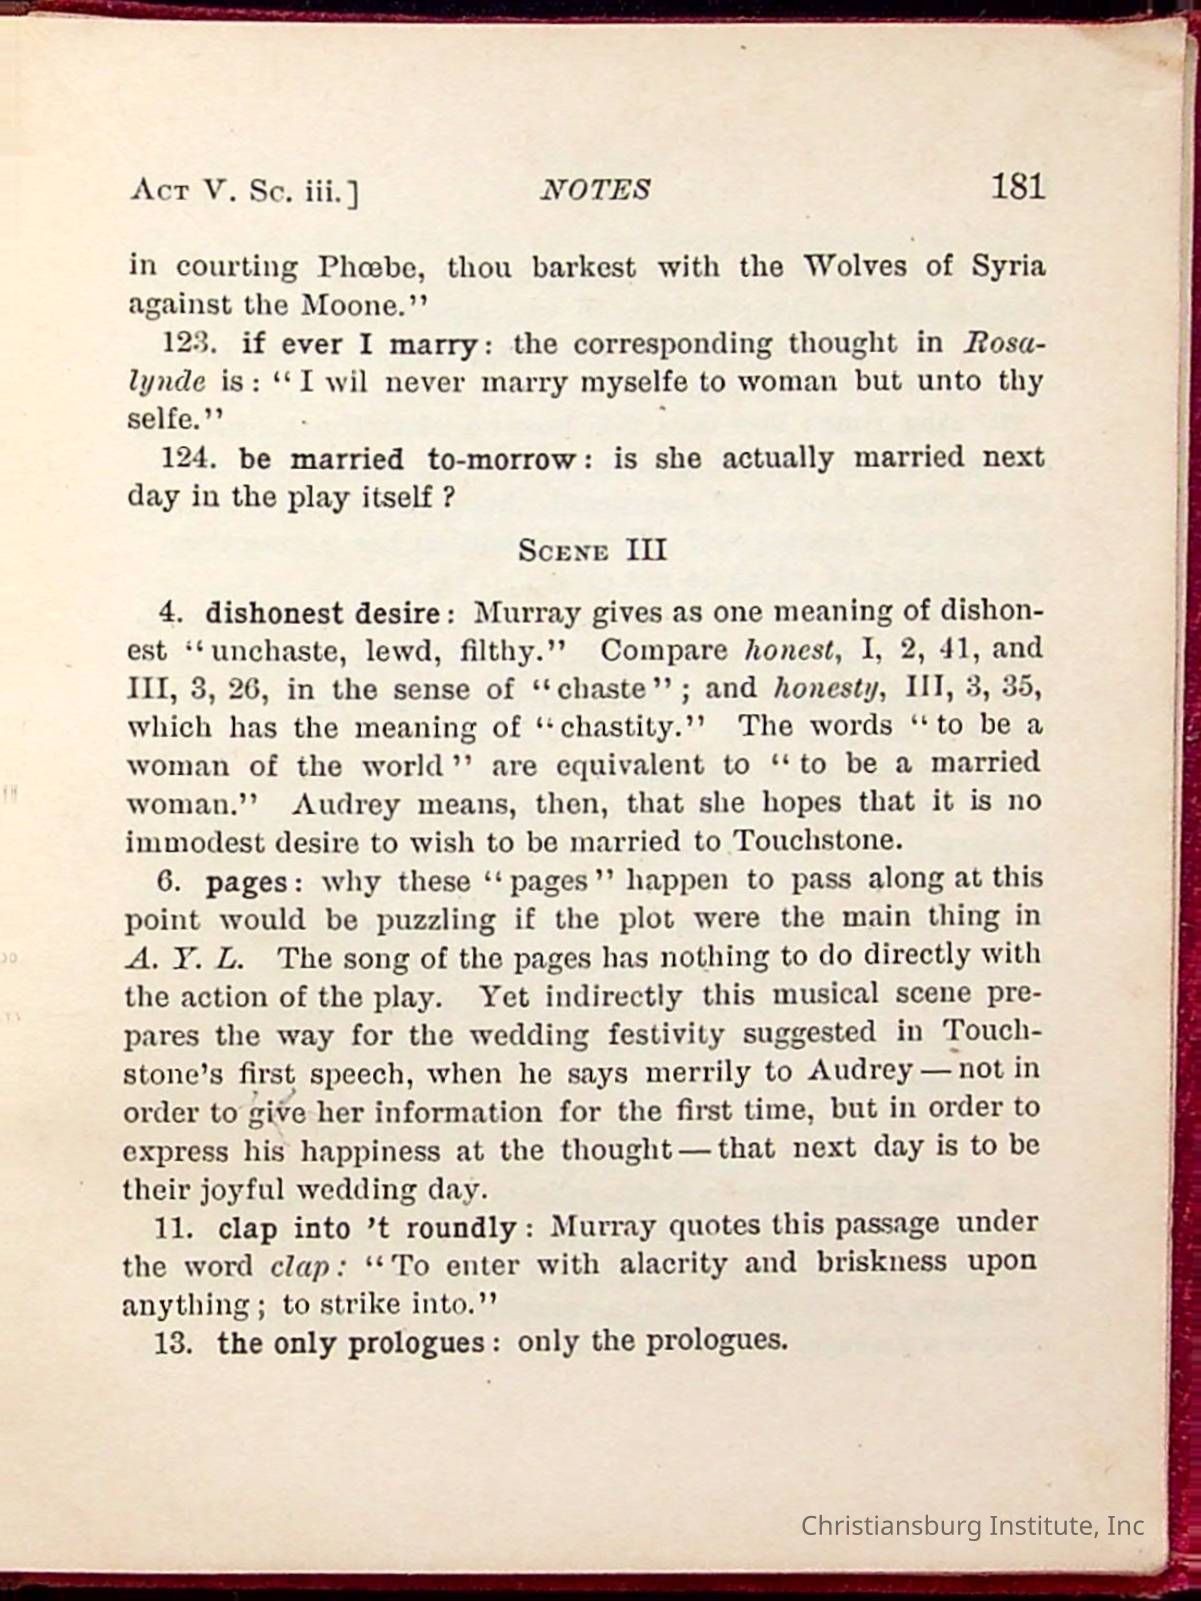 ACT V. Sc. iii.] NOTES 181
in courting Phœbe, thou barkest with the Wolves of Syria
against the Moone."
123. if ever I marry: the corresponding thought in Rosa-
lynde is: "I wil never marry myselfe to woman but unto thy
selfe."
124. be married to-morrow: is she actually married next
day in the play itself?
SCENE III
4. dishonest desire: Murray gives as one meaning of dishon-
est "unchaste, lewd, filthy." Compare honest, I, 2, 41, and
III, 3, 26, in the sense of "chaste"; and honesty, III, 3, 35,
which has the meaning of "chastity." The words "to be a
woman of the world" are equivalent to "to be a married
woman." Audrey means, then, that she hopes that it is no
immodest desire to wish to be married to Touchstone.
6. pages: why these "pages" happen to pass along at this
point would be puzzling if the plot were the main thing in
A. Y. L. The song of the pages has nothing to do directly with
the action of the play. Yet indirectly this musical scene pre-
pares the way for the wedding festivity suggested in Touch-
stone's first speech, when he says merrily to Audrey — not in
order to give her information for the first time, but in order to
express his happiness at the thought — that next day is to be
their joyful wedding day.
11. clap into 't roundly: Murray quotes this passage under
the word clap: "To enter with alacrity and briskness upon
anything; to strike into."
13. the only prologues: only the prologues.
Christiansburg Institute, Inc